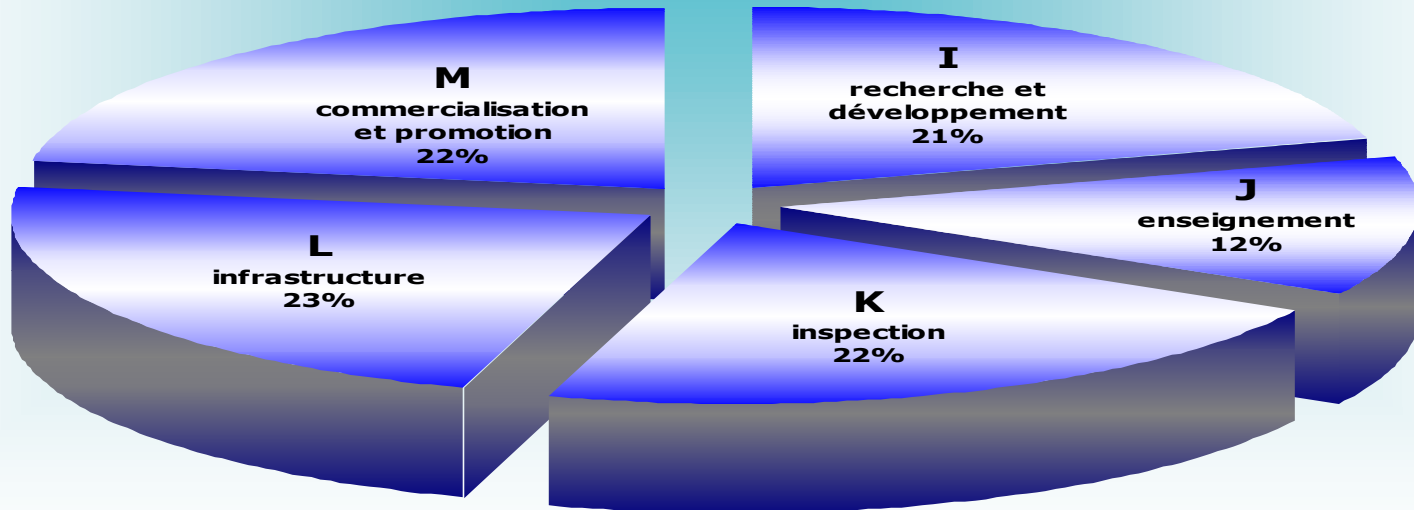 M
commercialisation
et promotion
22%
I
recherche et
développement
21%
J
enseignement
12%
L
infrastructure
23%
K
inspection
22%